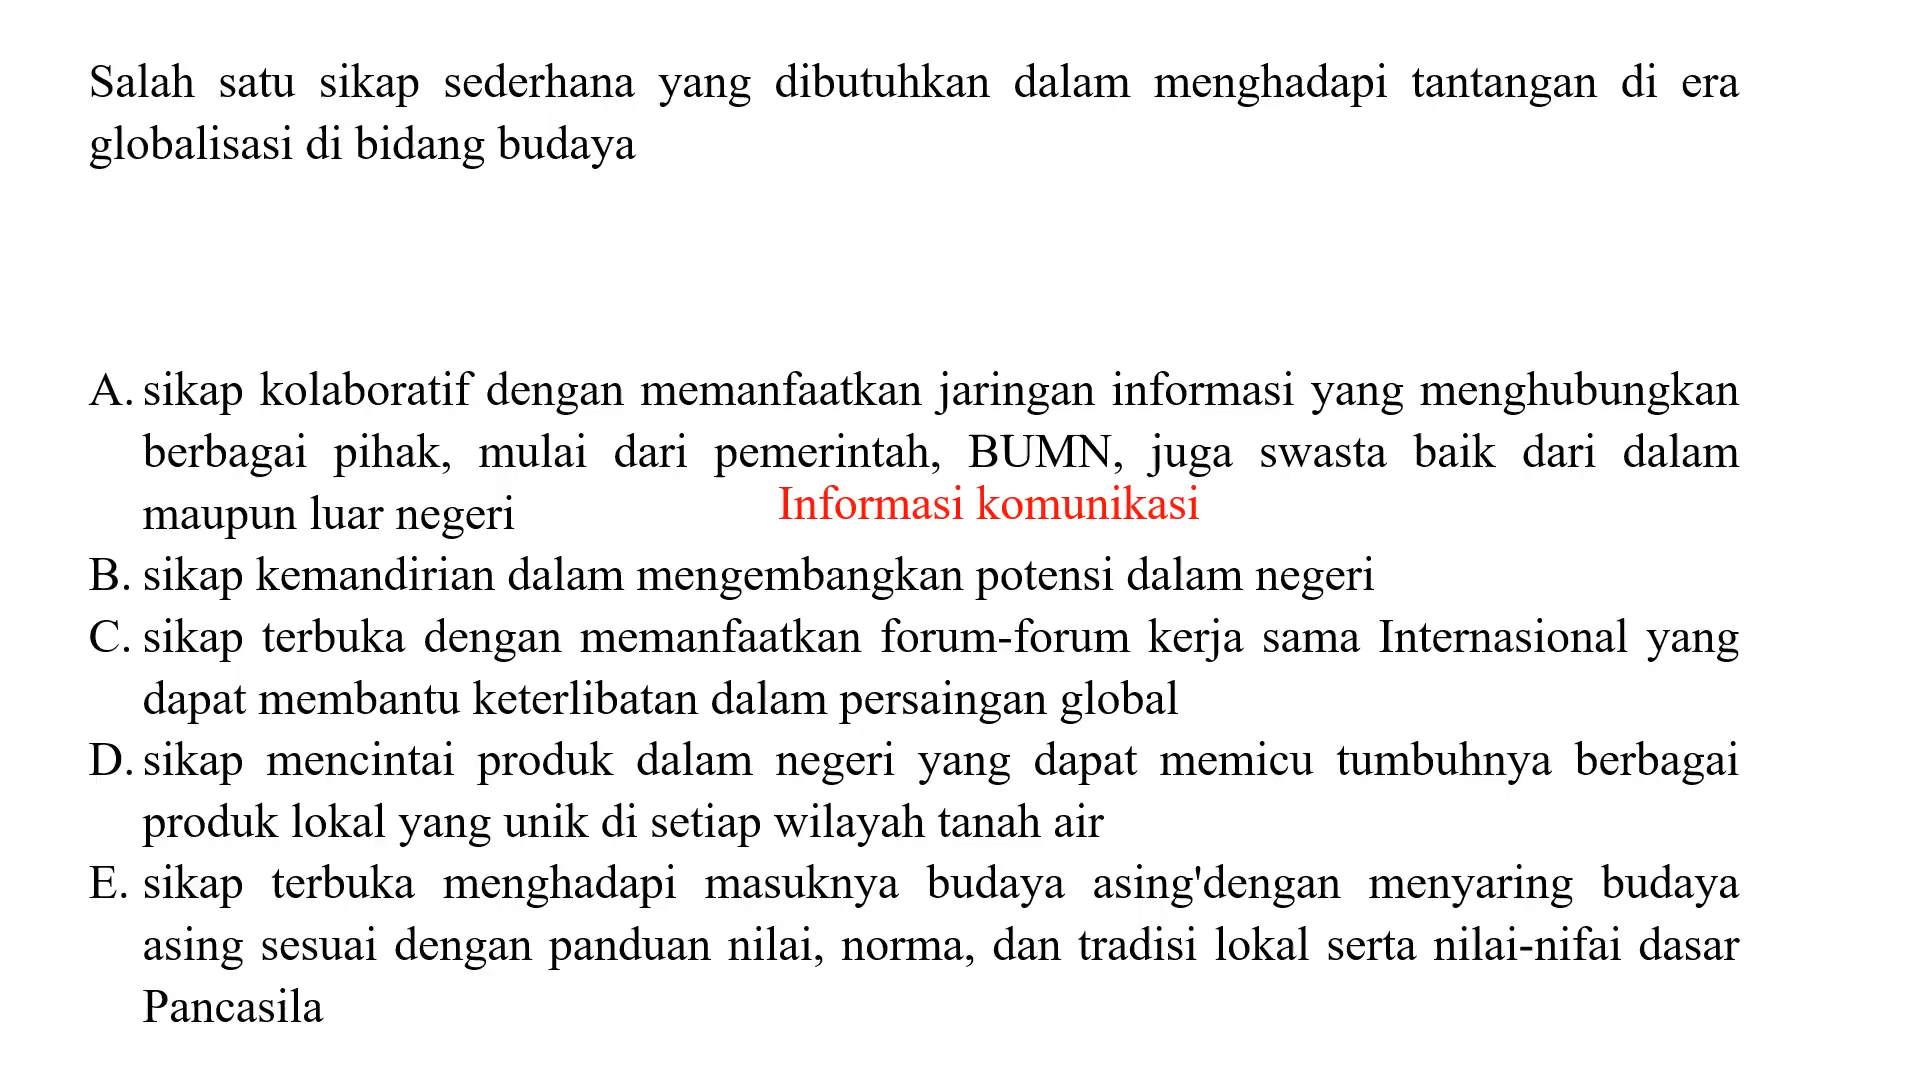 Salah satu sikap sederhana yang dibutuhkan dalam menghadapi tantangan di era
globalisasi di bidang budaya
A. sikap kolaboratif dengan memanfaatkan jaringan informasi yang menghubungkan
berbagai pihak, mulai dari pemerintah, BUMN, juga swasta baik dari dalam
maupun luar negeri
Informasi komunikasi
B. sikap kemandirian dalam mengembangkan potensi dalam negeri
C. sikap terbuka dengan memanfaatkan forum-forum kerja sama Internasional yang
dapat membantu keterlibatan dalam persaingan global
D. sikap mencintai produk dalam negeri yang dapat memicu tumbuhnya berbagai
produk lokal yang unik di setiap wilayah tanah air
E. sikap terbuka menghadapi masuknya budaya asing'dengan menyaring budaya
asing sesuai dengan panduan nilai, norma, dan tradisi lokal serta nilai-nifai dasar
Pancasila